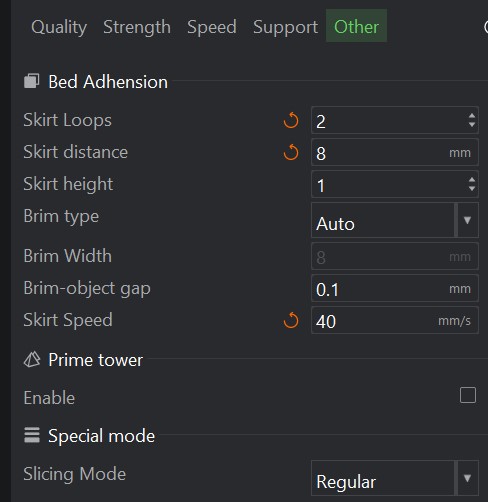 Quality Strength Speed Support Other
Bed Adhension
Skirt Loops 2
Skirt distance 8 mm
Skirt height 1
Brim type Auto
Brim Width 8 mm
Brim-object gap 0.1 mm
Skirt Speed 40 mm/s
Prime tower
Enable
Special mode
Slicing Mode Regular